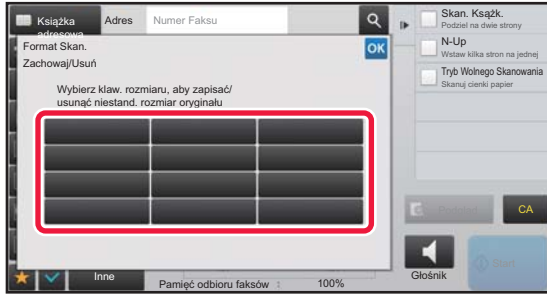 Książka
adresowa
Adres
Numer Faksu
Skan. Książk.
Podziel na dwie strony
N-Up
Wstaw kilka stron na jednej
Tryb Wolnego Skanowania
Skanuj cienki papier
Format Skan.
OK
Zachowaj/Usuń
Wybierz klaw. rozmiaru, aby zapisać/
usunąć niestand. rozmiar oryginału
CA
Start
Głośnik
Inne
Pamięć odbioru faksów : 100%